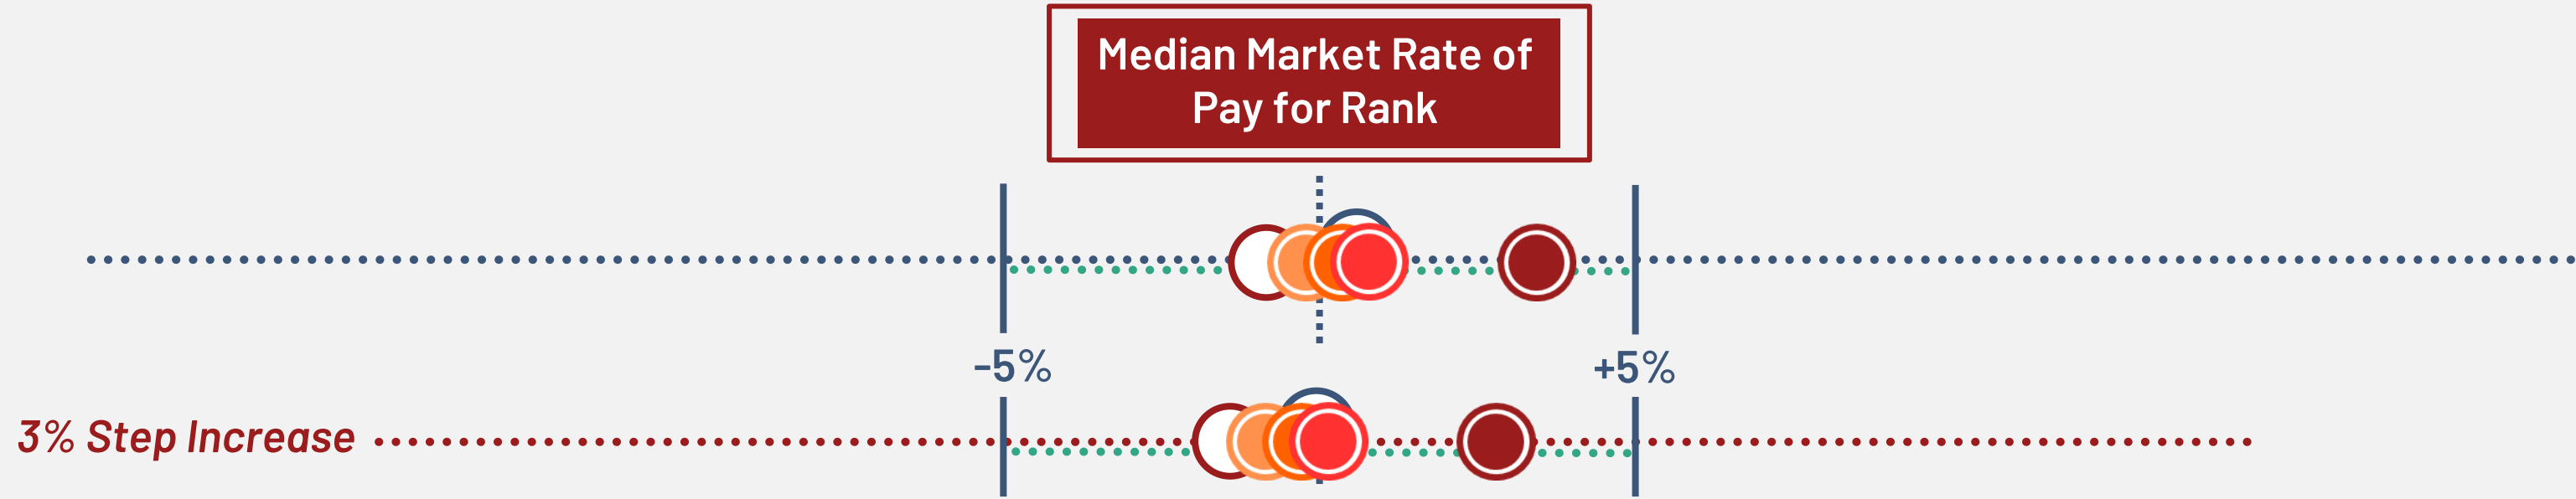 Median Market Rate of
Pay for Rank
-5%
+5%
3% Step Increase